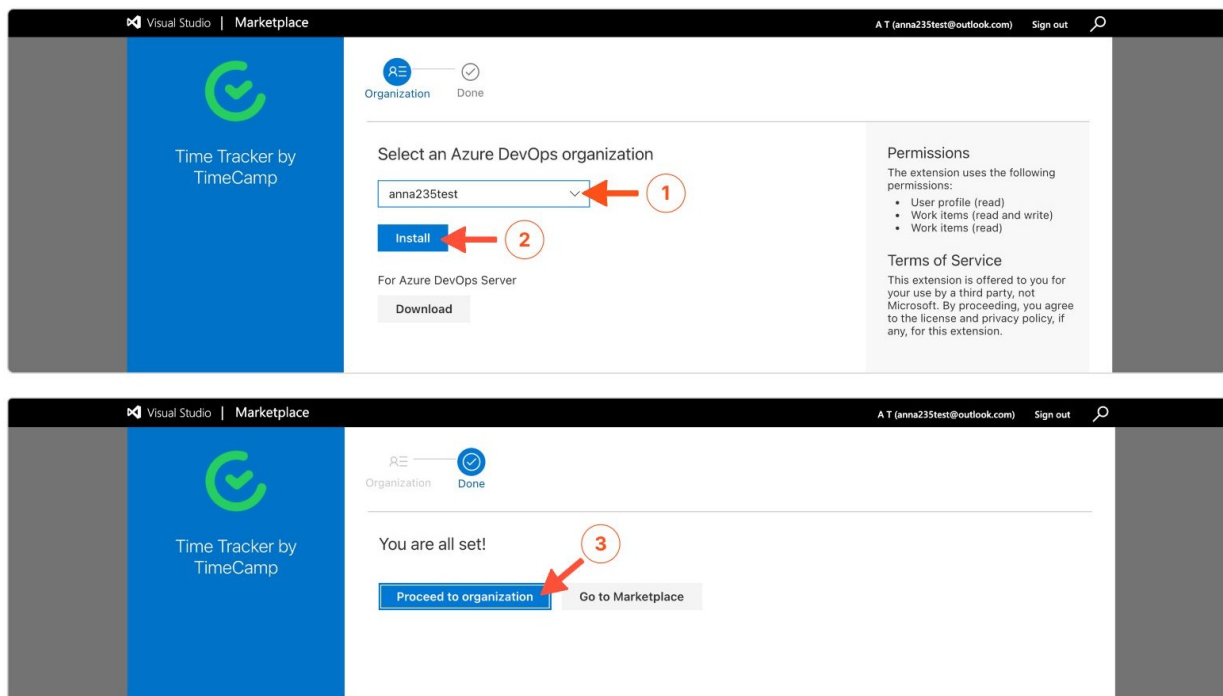 Visual Studio | Marketplace
A T (anna235test@outlook.com) Sign out
Time Tracker by
TimeCamp
Organization Done
Select an Azure DevOps organization
anna235test
1
Install
2
For Azure DevOps Server
Download
Permissions
The extension uses the following
permissions:
• User profile (read)
• Work items (read and write)
• Work items (read)
Terms of Service
This extension is offered to you for
your use by a third party, not
Microsoft. By proceeding, you agree
to the license and privacy policy, if
any, for this extension.
Visual Studio | Marketplace
A T (anna235test@outlook.com) Sign out
Time Tracker by
TimeCamp
Organization Done
You are all set!
3
Proceed to organization
Go to Marketplace